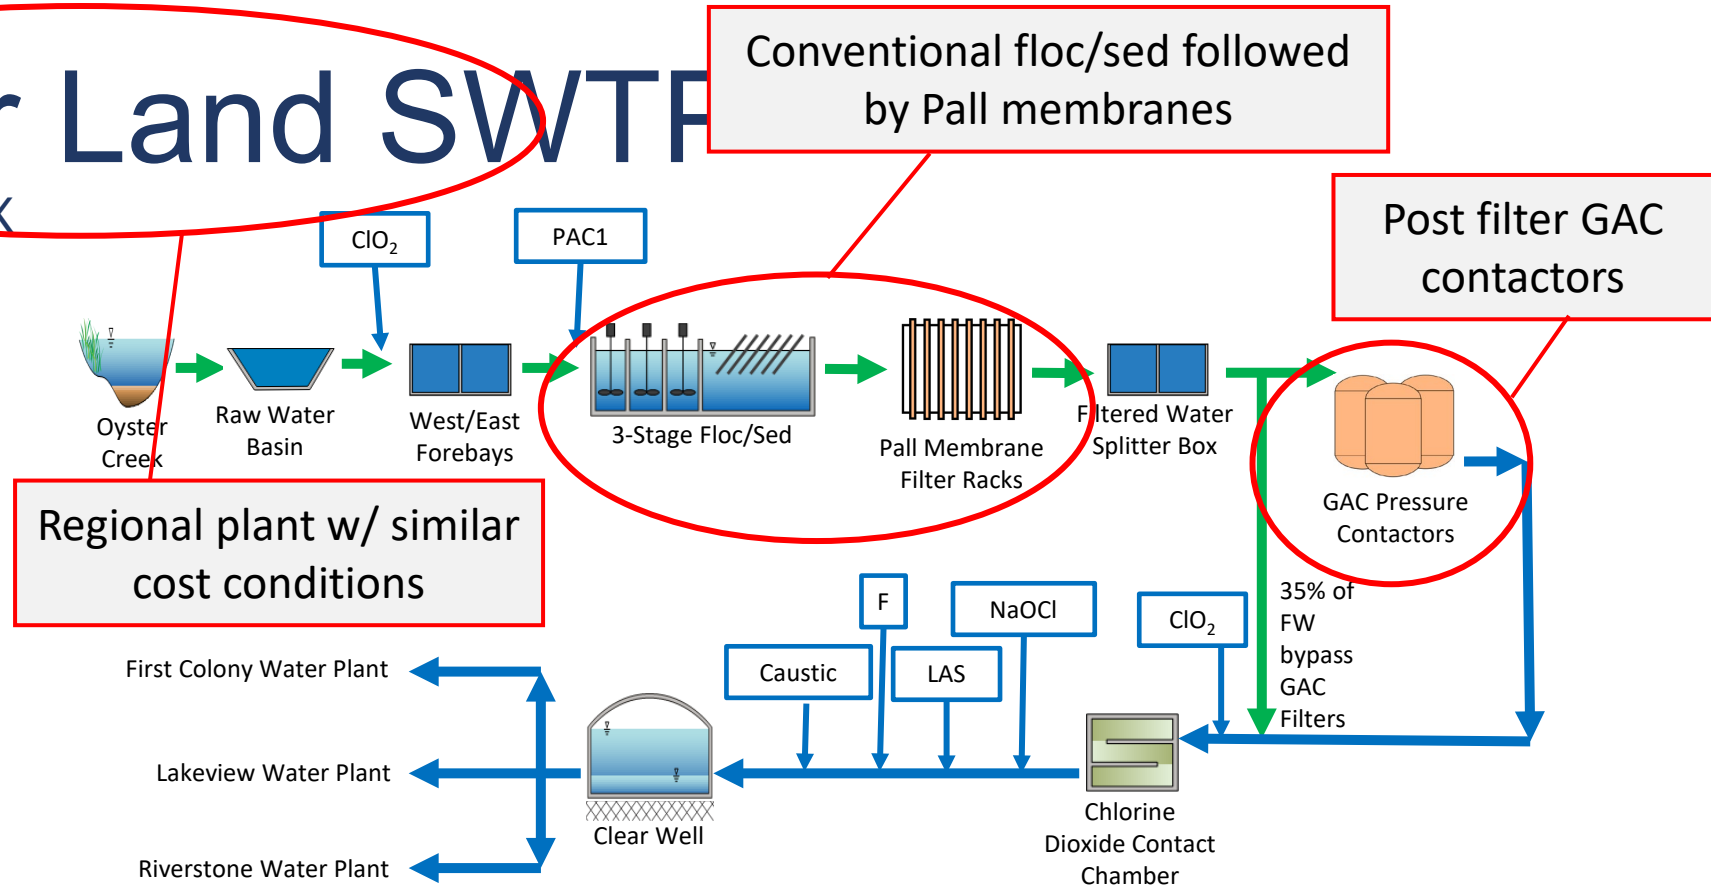 Land SWTP
Conventional floc/sed followed
by Pall membranes
Post filter GAC
contactors
ClO₂
PAC1
Oyster
Creek
Raw Water
Basin
West/East
Forebays
3-Stage Floc/Sed
Pall Membrane
Filter Racks
Filtered Water
Splitter Box
GAC Pressure
Contactors
Regional plant w/ similar
cost conditions
35% of
FW
bypass
GAC
Filters
ClO₂
NaOCl
F
LAS
Caustic
First Colony Water Plant
Lakeview Water Plant
Riverstone Water Plant
Clear Well
Chlorine
Dioxide Contact
Chamber